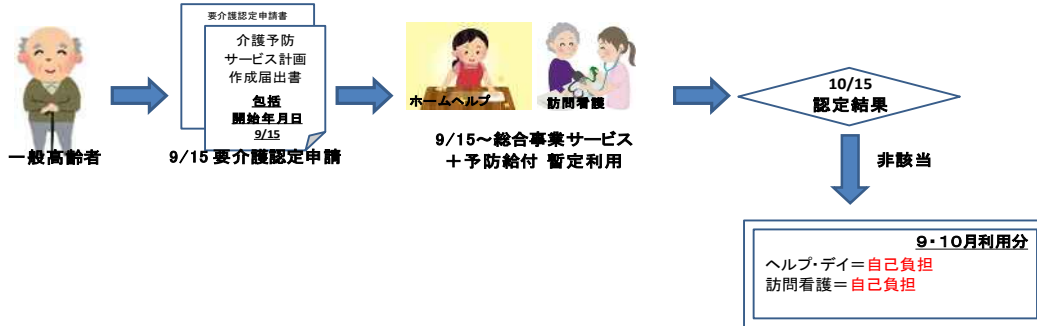 一般高齢者
要介護認定申請書
介護予防
サービス計画
作成届出書
包括
開始年月日
9/15
9/15 要介護認定申請
ホームヘルプ
訪問看護
9/15～総合事業サービス
＋予防給付 暫定利用
10/15
認定結果
非該当
９・１０月利用分
ヘルプ・デイ＝自己負担
訪問看護＝自己負担